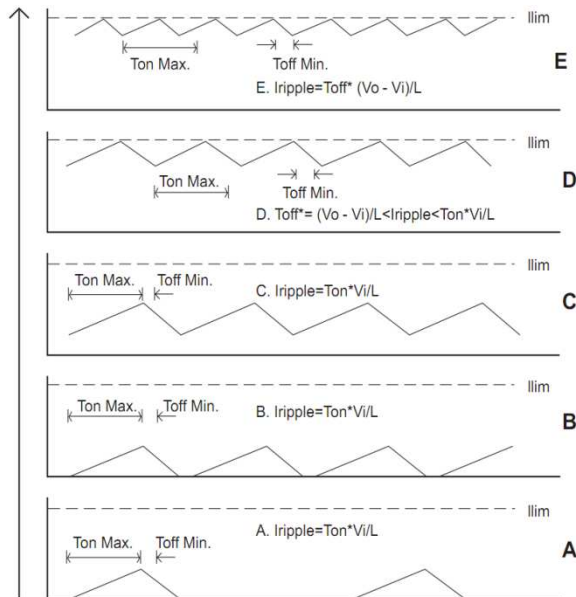 Ilim
Ton Max.
Toff Min.
E
E. Iripple=Toff* (Vo - Vi)/L
Ilim
D
Ton Max.
Toff Min.
D. Toff*= (Vo - Vi)/L<Iripple<Ton*Vi/L
Ilim
Ton Max.
Toff Min.
C. Iripple=Ton*Vi/L
C
Ilim
Ton Max.
Toff Min.
B. Iripple=Ton*Vi/L
B
Ilim
Ton Max.
Toff Min.
A. Iripple=Ton*Vi/L
A